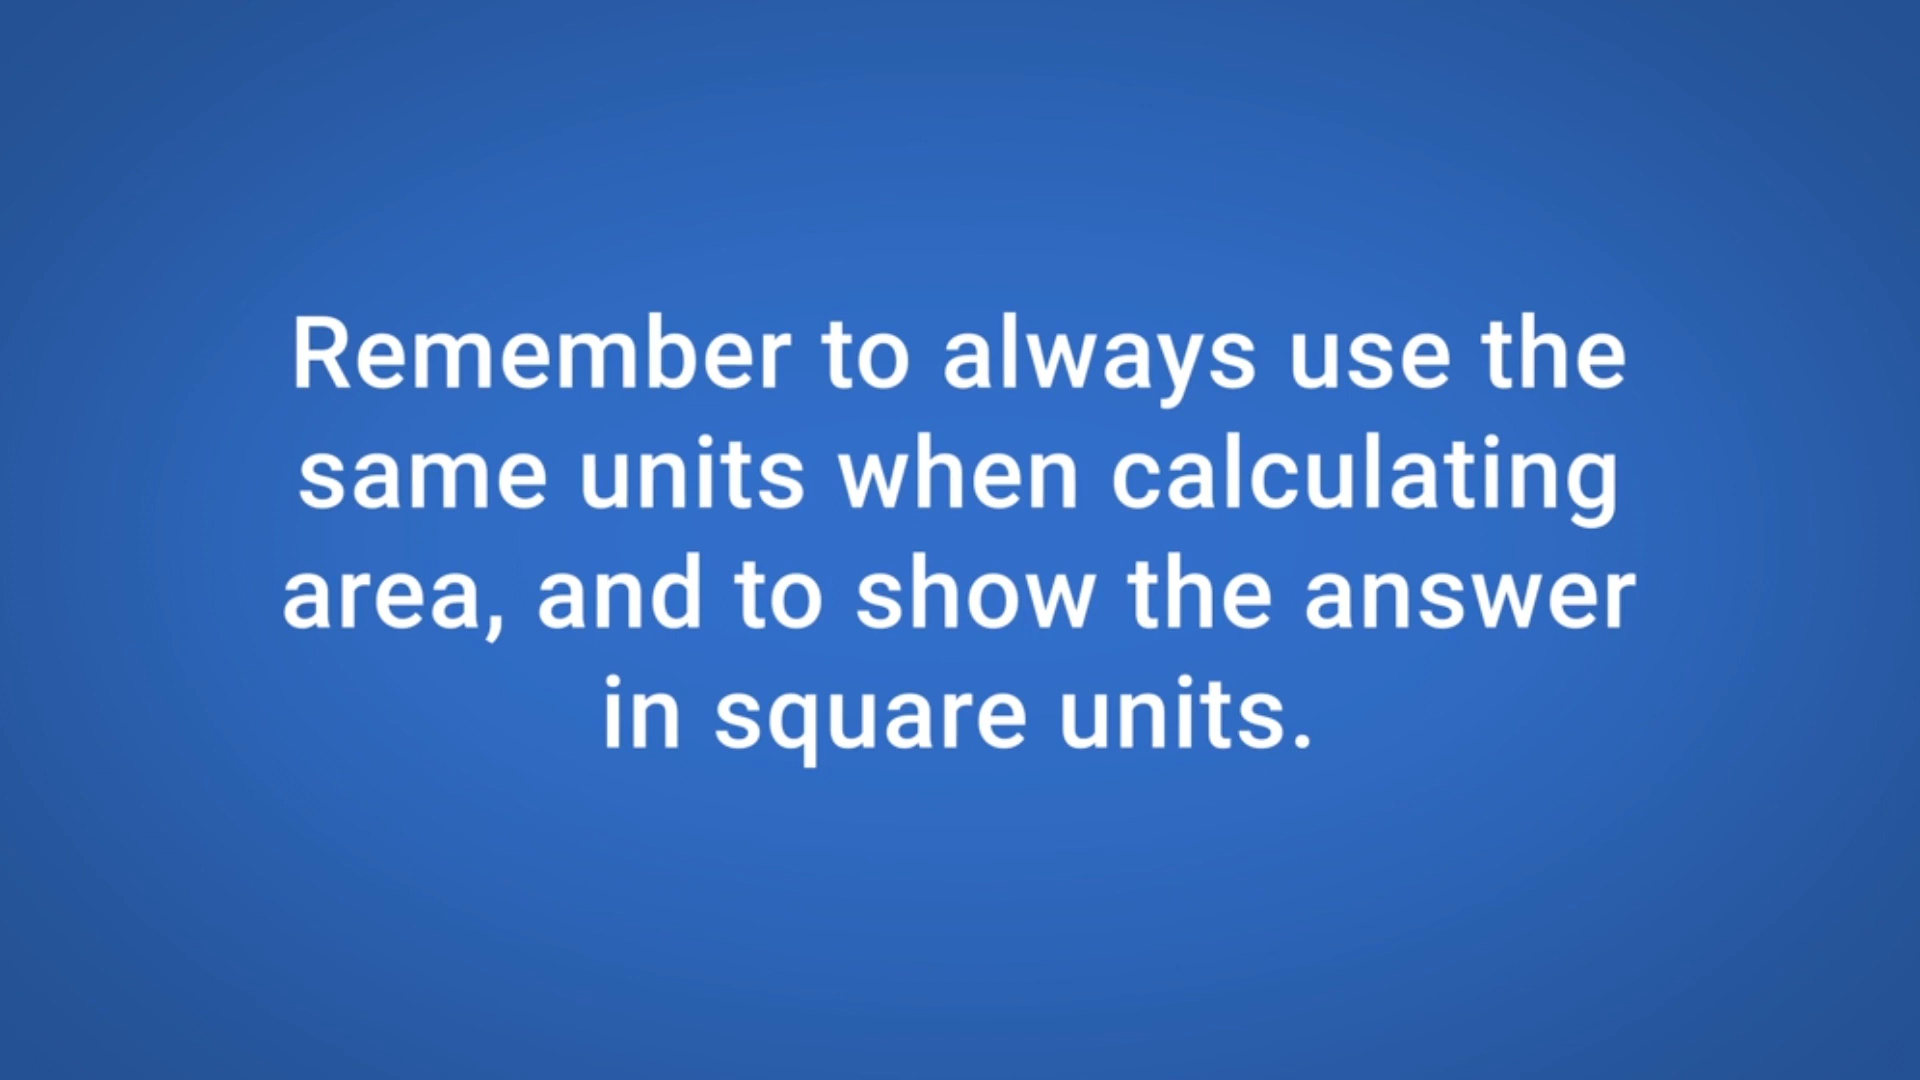 Remember to always use the
same units when calculating
area, and to show the answer
in square units.